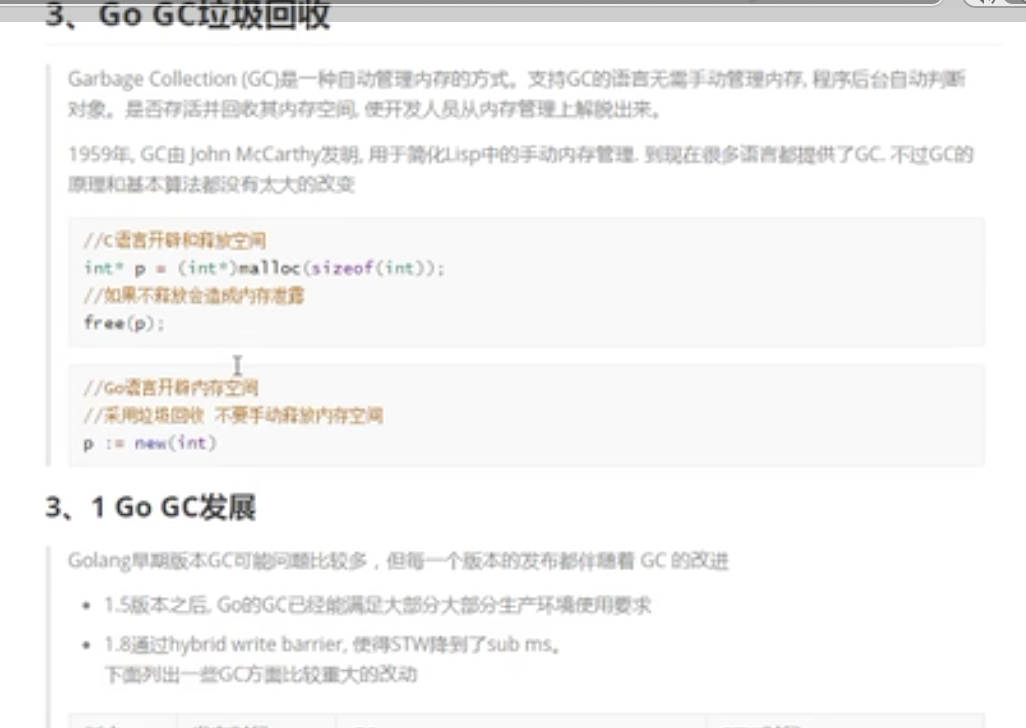 3、Go GC垃圾回收
Garbage Collection (GC)是一种自动管理内存的方式。支持GC的语言无需手动管理内存, 程序后台自动判断
对象。是否存活并回收其内存空间, 使开发人员从内存管理上解脱出来。
1959年, GC由 John McCarthy发明, 用于简化Lisp中的手动内存管理. 到现在很多语言都提供了GC. 不过GC的
原理和基本算法都没有太大的改变
//C语言开辟和释放空间
int* p = (int*)malloc(sizeof(int));
//如果不释放会造成内存泄露
free(p);
//Go语言开辟内存空间
//采用垃圾回收 不要手动释放内存空间
p := new(int)
3、1 Go GC发展
Golang早期版本GC可能问题比较多，但每一个版本的发布都伴随着 GC 的改进
• 1.5版本之后, Go的GC已经能满足大部分大部分生产环境使用要求
• 1.8通过hybrid write barrier, 使得STW降到了sub ms。
下面列出一些GC方面比较重大的改动